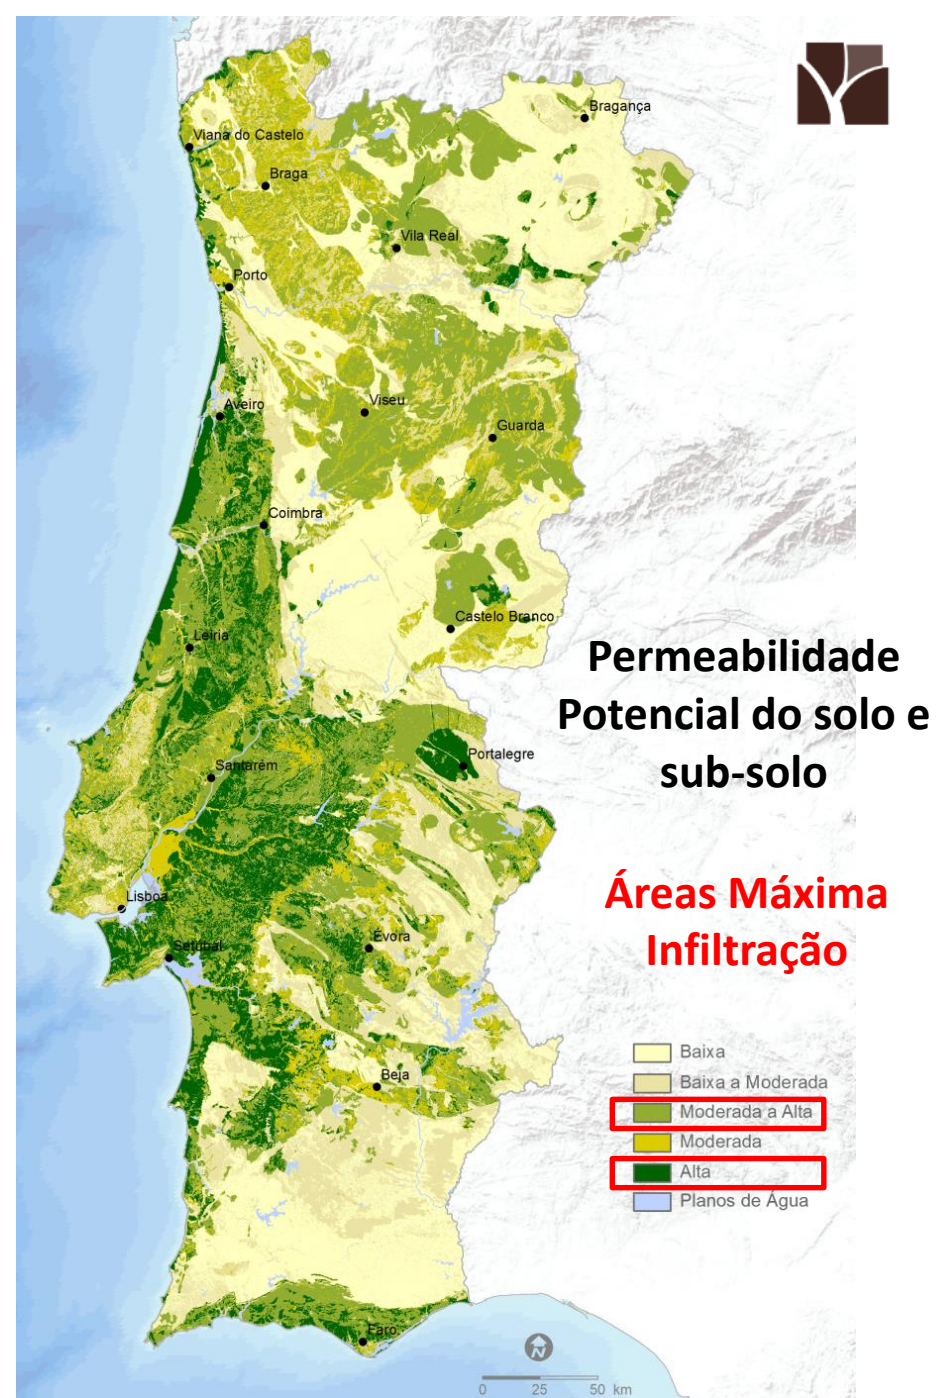 Bragança
Viana do Castelo
Braga
Vila Real
Porto
Viseu
Aveiro
Guarda
Coimbra
Castelo Branco
Leiria
Permeabilidade
Potencial do solo e
sub-solo
Portalegre
Santarém
Áreas Máxima
Infiltração
Lisboa
Évora
Setúbal
Baixa
Beja
Baixa a Moderada
Moderada a Alta
Moderada
Alta
Planos de Água
Faro
N
0 25 50 km